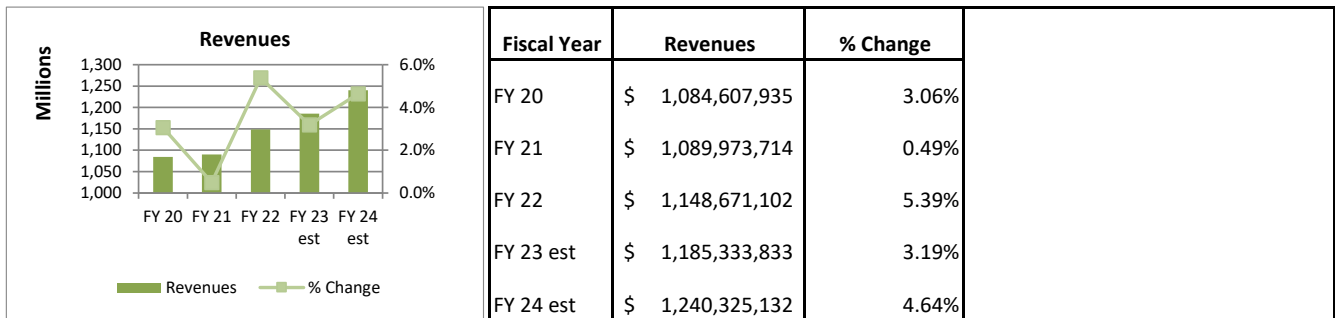 Revenues
Millions
1,300
1,250
1,200
1,150
1,100
1,050
1,000
6.0%
4.0%
2.0%
0.0%
FY 20 FY 21 FY 22 FY 23 est FY 24 est
Revenues % Change
Fiscal Year Revenues % Change
FY 20 $ 1,084,607,935 3.06%
FY 21 $ 1,089,973,714 0.49%
FY 22 $ 1,148,671,102 5.39%
FY 23 est $ 1,185,333,833 3.19%
FY 24 est $ 1,240,325,132 4.64%